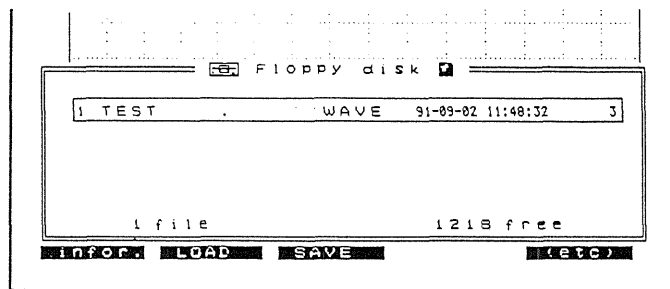 Floppy disk
1 TEST . WAVE 91-09-02 11:48:32 3
1 file 1218 free
infor. LOAD SAVE (etc)